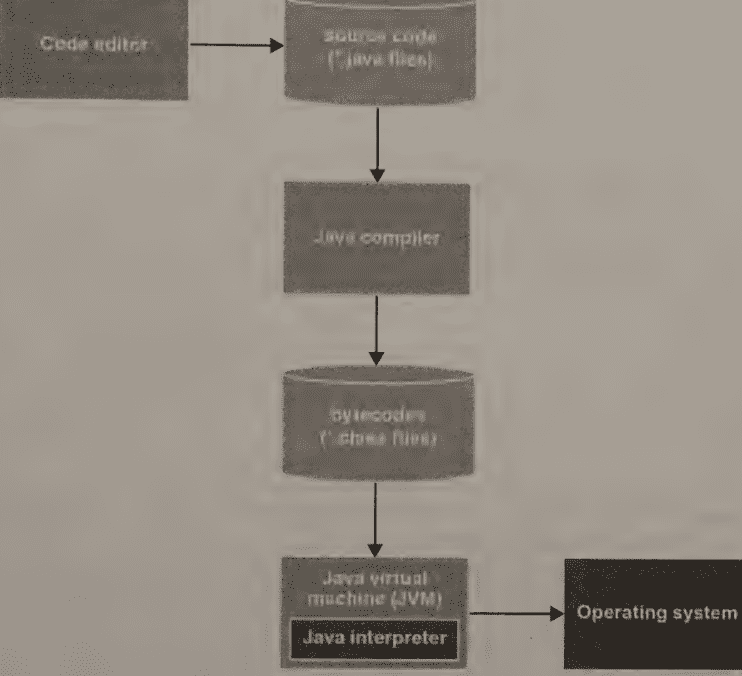 Code editor
source code
(*.java files)
Java compiler
bytecodes
(*.class files)
Java virtual
machine (JVM)
Java interpreter
Operating system